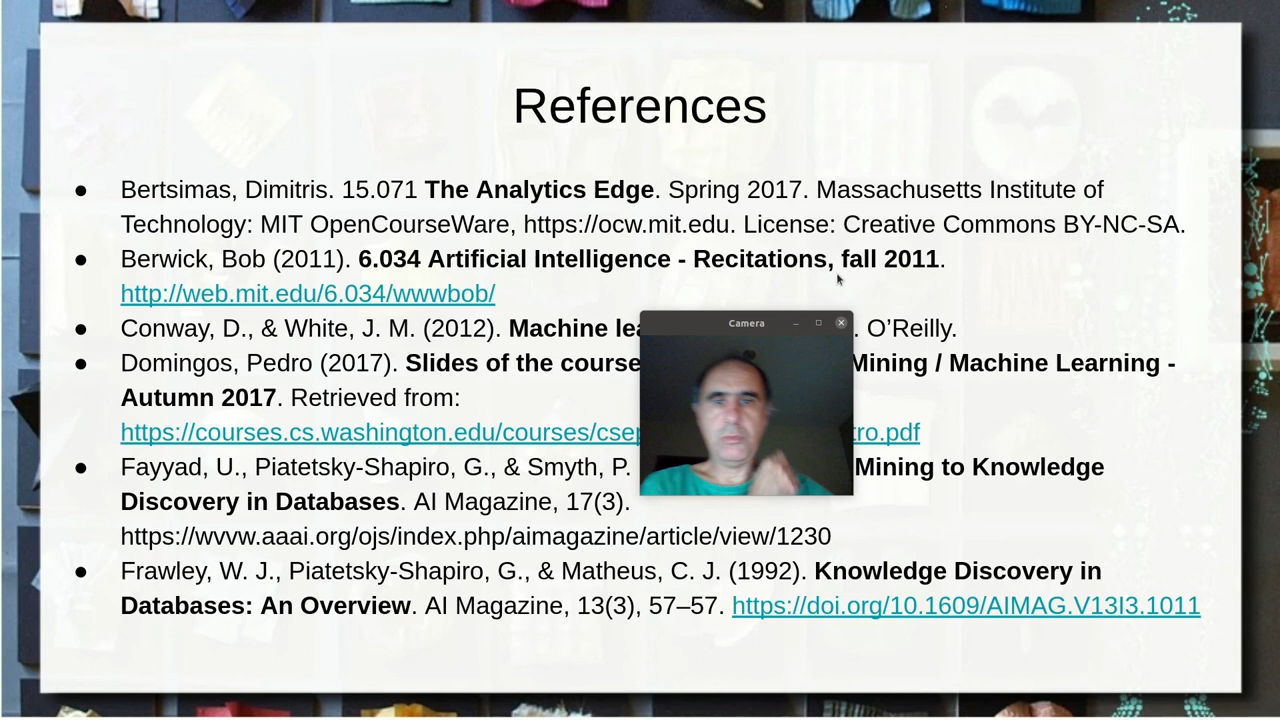 References
● Bertsimas, Dimitris. 15.071 The Analytics Edge. Spring 2017. Massachusetts Institute of
Technology: MIT OpenCourseWare, https://ocw.mit.edu. License: Creative Commons BY-NC-SA.
● Berwick, Bob (2011). 6.034 Artificial Intelligence - Recitations, fall 2011.
http://web.mit.edu/6.034/wwwbob/
● Conway, D., & White, J. M. (2012). Machine lea . O’Reilly.
Camera
● Domingos, Pedro (2017). Slides of the course Mining / Machine Learning -
Autumn 2017. Retrieved from:
https://courses.cs.washington.edu/courses/csep tro.pdf
● Fayyad, U., Piatetsky-Shapiro, G., & Smyth, P. Mining to Knowledge
Discovery in Databases. AI Magazine, 17(3).
https://wvvw.aaai.org/ojs/index.php/aimagazine/article/view/1230
● Frawley, W. J., Piatetsky-Shapiro, G., & Matheus, C. J. (1992). Knowledge Discovery in
Databases: An Overview. AI Magazine, 13(3), 57–57. https://doi.org/10.1609/AIMAG.V13I3.1011